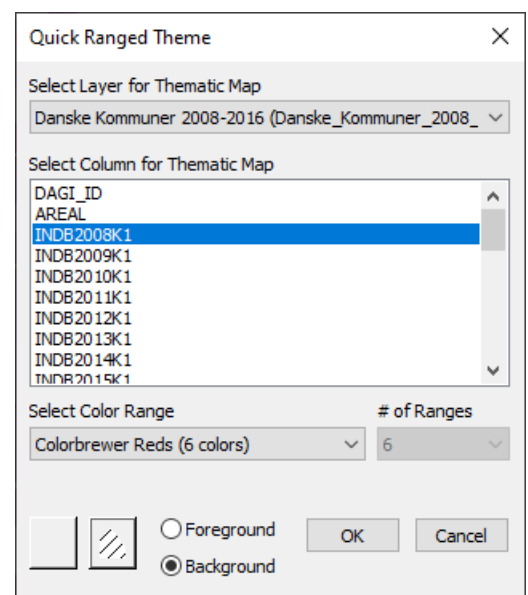 Quick Ranged Theme
Select Layer for Thematic Map
Danske Kommuner 2008-2016 (Danske_Kommuner_2008_
Select Column for Thematic Map
DAGI_ID
AREAL
INDB2008K1
INDB2009K1
INDB2010K1
INDB2011K1
INDB2012K1
INDB2013K1
INDB2014K1
INDB2015K1
Select Color Range # of Ranges
Colorbrewer Reds (6 colors) 6
Foreground OK Cancel
Background